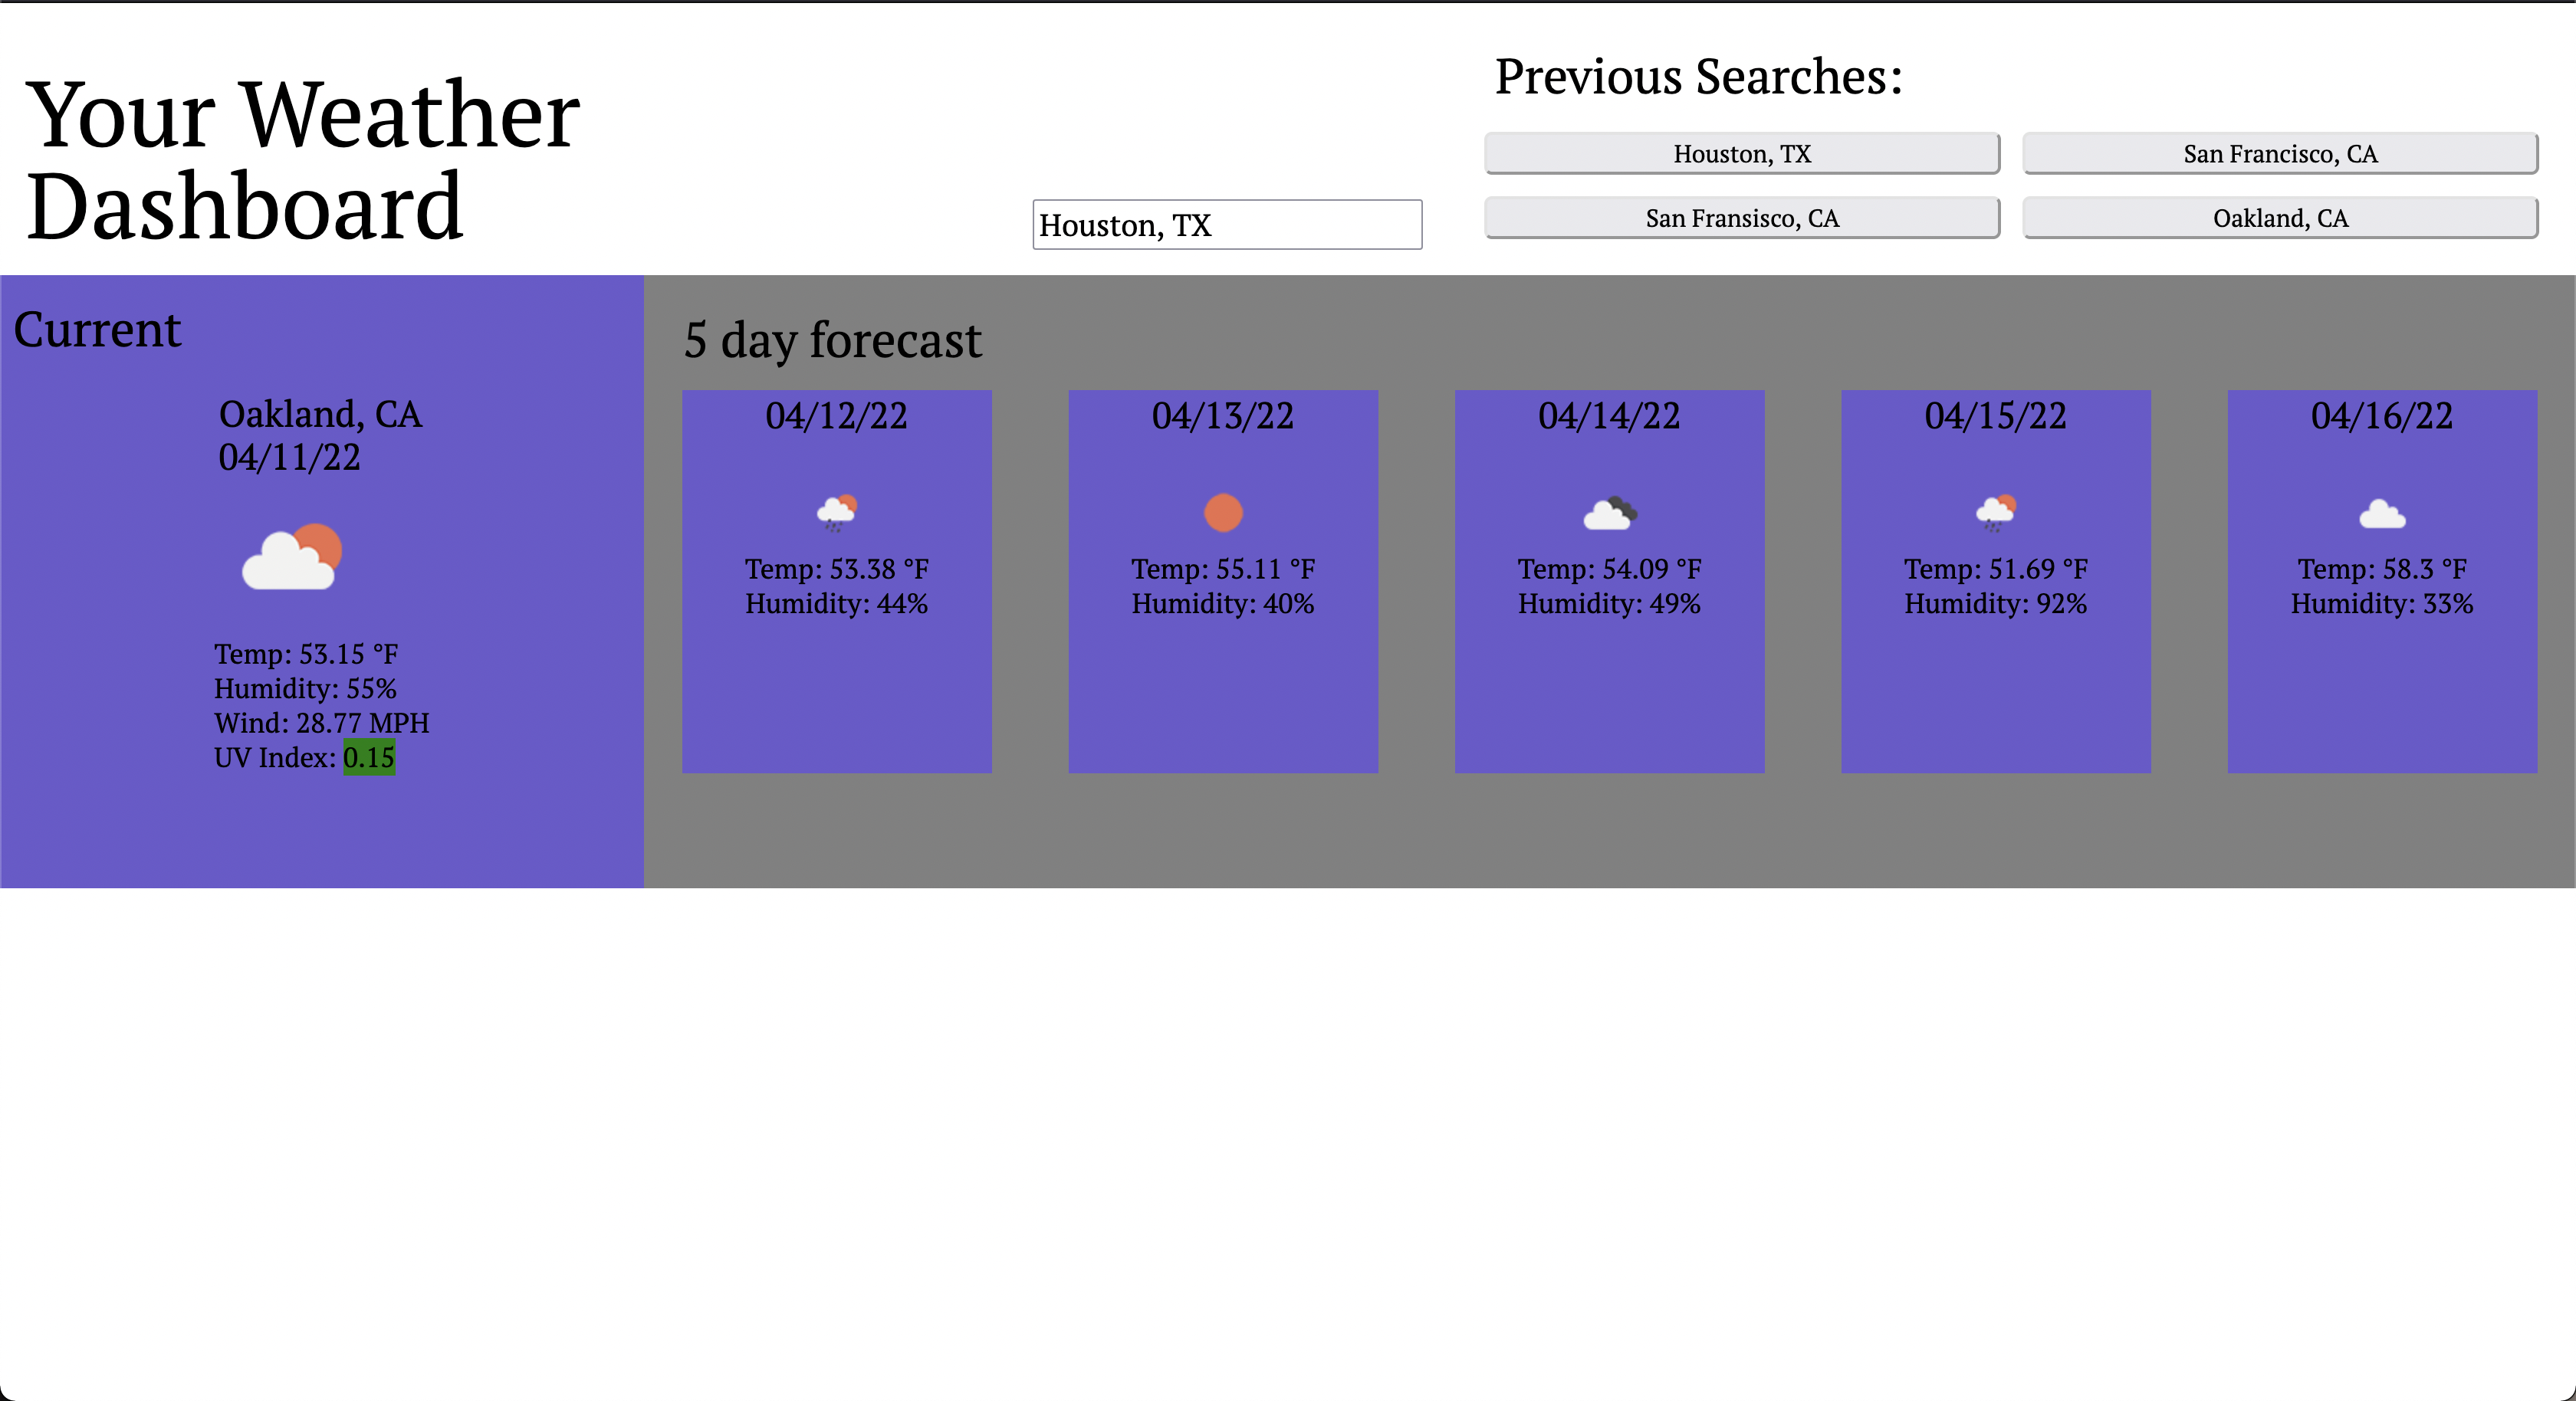 Your Weather
Dashboard
Houston, TX
Previous Searches:
Houston, TX
San Francisco, CA
San Fransisco, CA
Oakland, CA
Current
Oakland, CA
04/11/22
Temp: 53.15 °F
Humidity: 55%
Wind: 28.77 MPH
UV Index: 0.15
5 day forecast
04/12/22
Temp: 53.38 °F
Humidity: 44%
04/13/22
Temp: 55.11 °F
Humidity: 40%
04/14/22
Temp: 54.09 °F
Humidity: 49%
04/15/22
Temp: 51.69 °F
Humidity: 92%
04/16/22
Temp: 58.3 °F
Humidity: 33%